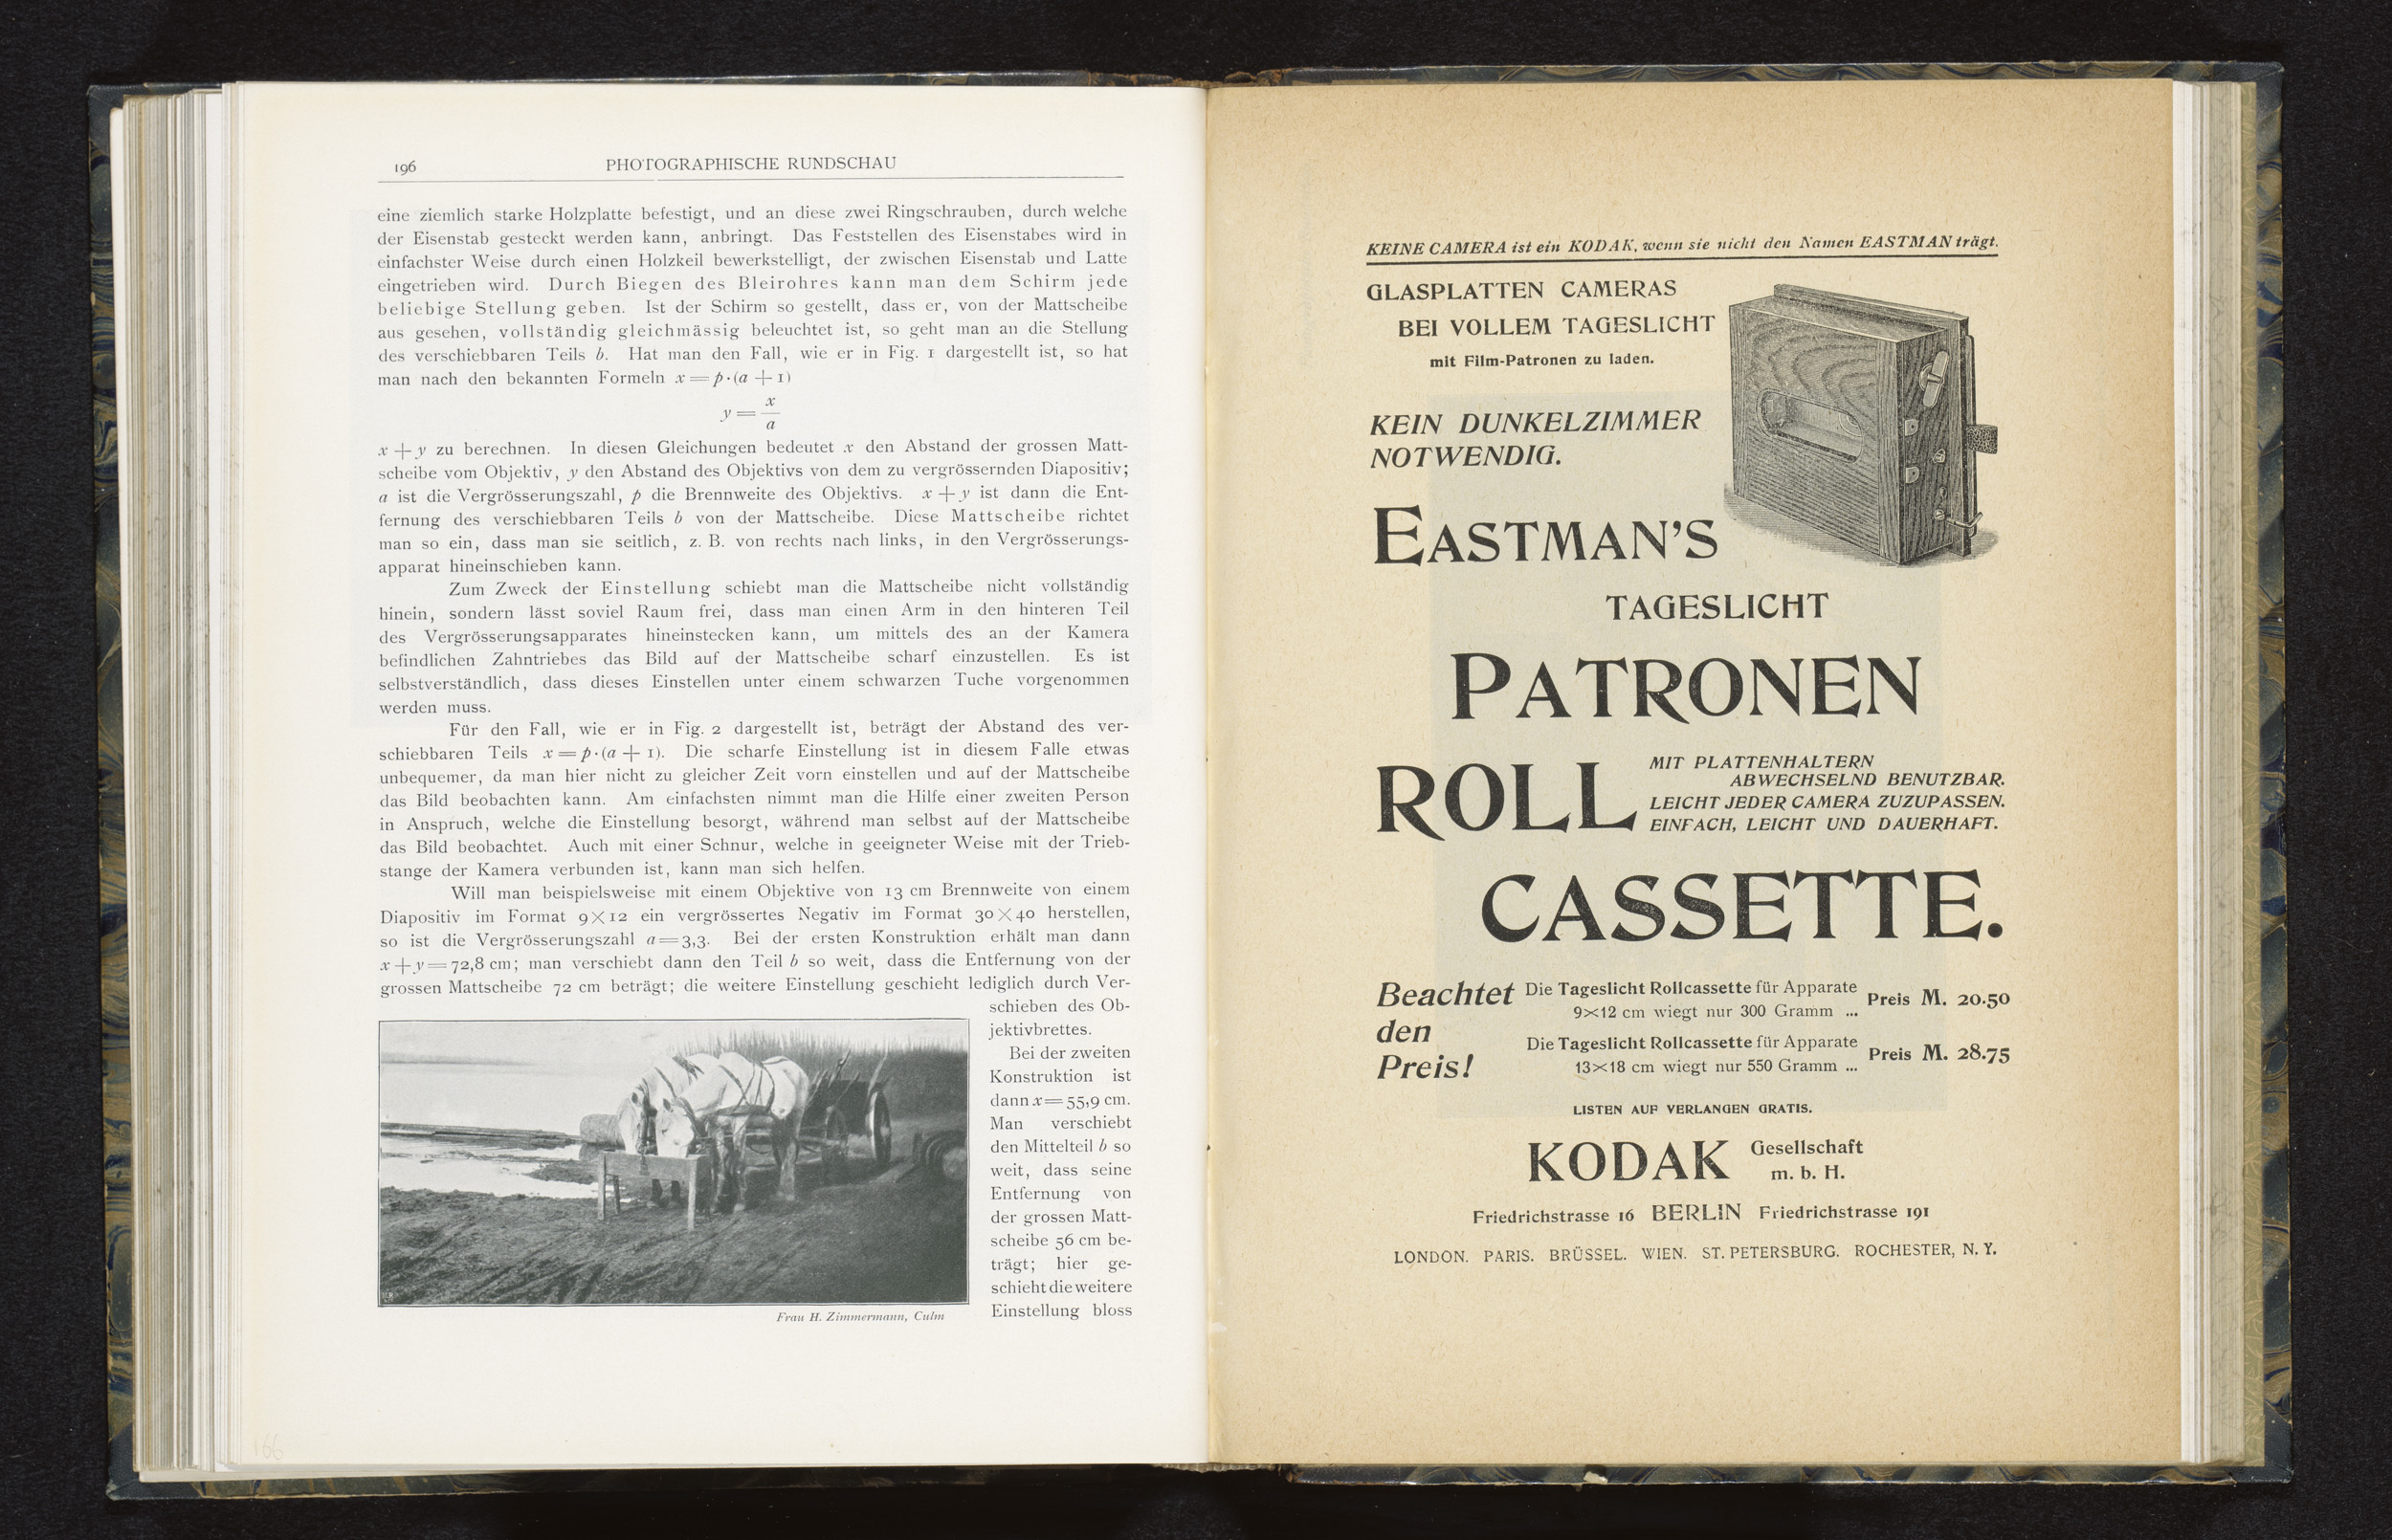 196
PHOTOGRAPHISCHE RUNDSCHAU
eine ziemlich starke Holzplatte befestigt, und an diese zwei Ringschrauben, durch welche
der Eisenstab gesteckt werden kann, anbringt. Das Feststellen des Eisenstabes wird in
einfachster Weise durch einen Holzkeil bewerkstelligt, der zwischen Eisenstab und Latte
eingetrieben wird. Durch Biegen des Bleirohres kann man dem Schirm jede
beliebige Stellung geben. Ist der Schirm so gestellt, dass er, von der Mattscheibe
aus gesehen, vollständig gleichmässig beleuchtet ist, so geht man an die Stellung
des verschiebbaren Teils b. Hat man den Fall, wie er in Fig. 1 dargestellt ist, so hat
man nach den bekannten Formeln x = p·(a + 1)
y = x
a
x + y zu berechnen. In diesen Gleichungen bedeutet x den Abstand der grossen Matt-
scheibe vom Objektiv, y den Abstand des Objektivs von dem zu vergrössernden Diapositiv;
a ist die Vergrösserungszahl, p die Brennweite des Objektivs. x + y ist dann die Ent-
fernung des verschiebbaren Teils b von der Mattscheibe. Diese Mattscheibe richtet
man so ein, dass man sie seitlich, z. B. von rechts nach links, in den Vergrösserungs-
apparat hineinschieben kann.
Zum Zweck der Einstellung schiebt man die Mattscheibe nicht vollständig
hinein, sondern lässt soviel Raum frei, dass man einen Arm in den hinteren Teil
des Vergrösserungsapparates hineinstecken kann, um mittels des an der Kamera
befindlichen Zahntriebes das Bild auf der Mattscheibe scharf einzustellen. Es ist
selbstverständlich, dass dieses Einstellen unter einem schwarzen Tuche vorgenommen
werden muss.
Für den Fall, wie er in Fig. 2 dargestellt ist, beträgt der Abstand des ver-
schiebbaren Teils x = p·(a + 1). Die scharfe Einstellung ist in diesem Falle etwas
unbequemer, da man hier nicht zu gleicher Zeit vorn einstellen und auf der Mattscheibe
das Bild beobachten kann. Am einfachsten nimmt man die Hilfe einer zweiten Person
in Anspruch, welche die Einstellung besorgt, während man selbst auf der Mattscheibe
das Bild beobachtet. Auch mit einer Schnur, welche in geeigneter Weise mit der Trieb-
stange der Kamera verbunden ist, kann man sich helfen.
Will man beispielsweise mit einem Objektive von 13 cm Brennweite von einem
Diapositiv im Format 9×12 ein vergrössertes Negativ im Format 30×40 herstellen,
so ist die Vergrösserungszahl a = 3,3. Bei der ersten Konstruktion erhält man dann
x + y = 72,8 cm; man verschiebt dann den Teil b so weit, dass die Entfernung von der
grossen Mattscheibe 72 cm beträgt; die weitere Einstellung geschieht lediglich durch Ver-
schieben des Ob-
jektivbrettes.
Bei der zweiten
Konstruktion ist
dann x = 55,9 cm.
Man verschiebt
den Mittelteil b so
weit, dass seine
Entfernung von
der grossen Matt-
scheibe 56 cm be-
trägt; hier ge-
schieht die weitere
Einstellung bloss
Frau H. Zimmermann, Culm
166
KEINE CAMERA ist ein KODAK, wenn sie nicht den Namen EASTMAN trägt.
GLASPLATTEN CAMERAS
BEI VOLLEM TAGESLICHT
mit Film-Patronen zu laden.
KEIN DUNKELZIMMER
NOTWENDIG.
EASTMAN'S
TAGESLICHT
PATRONEN
ROLL
MIT PLATTENHALTERN
ABWECHSELND BENUTZBAR.
LEICHT JEDER CAMERA ZUZUPASSEN.
EINFACH, LEICHT UND DAUERHAFT.
CASSETTE.
Beachtet
den
Preis!
Die Tageslicht Rollcassette für Apparate
9×12 cm wiegt nur 300 Gramm ... Preis M. 20.50
Die Tageslicht Rollcassette für Apparate
13×18 cm wiegt nur 550 Gramm ... Preis M. 28.75
LISTEN AUF VERLANGEN GRATIS.
KODAK Gesellschaft
m. b. H.
Friedrichstrasse 16 BERLIN Friedrichstrasse 191
LONDON. PARIS. BRÜSSEL. WIEN. ST. PETERSBURG. ROCHESTER, N. Y.